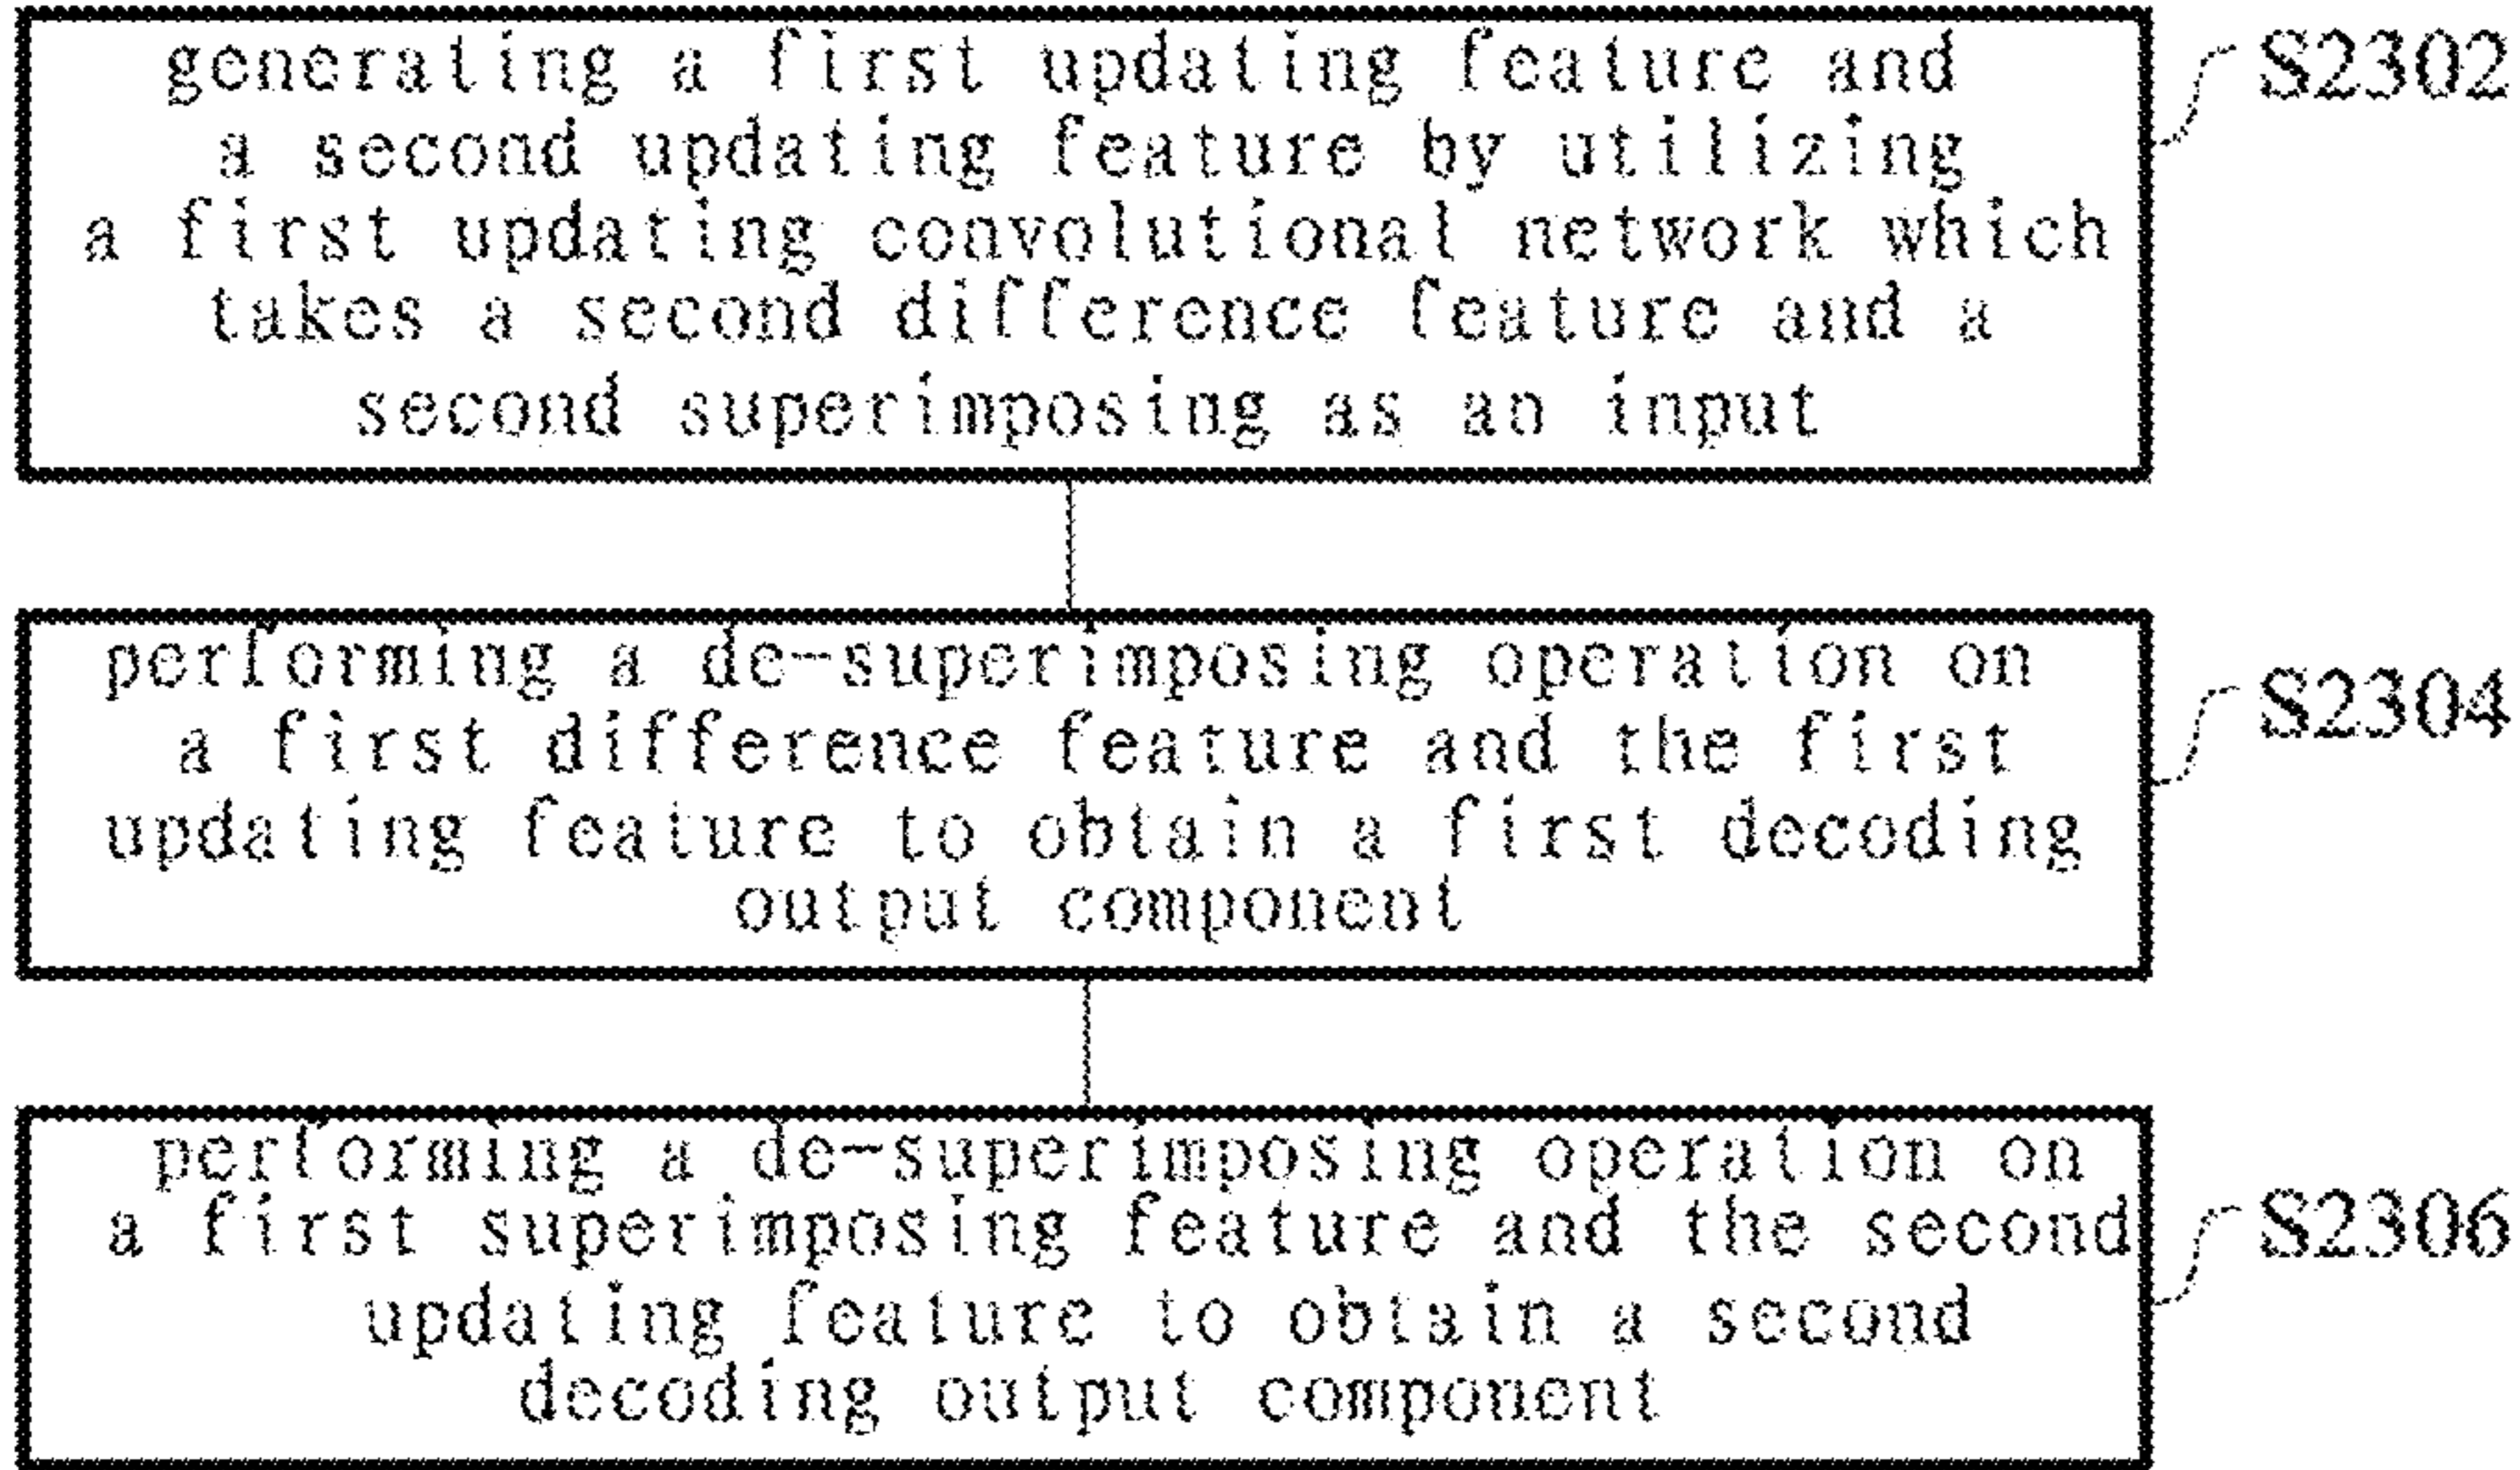 generating a first updating feature and
a second updating feature by utilizing
a first updating convolutional network which
takes a second difference feature and a
second superimposing as an input
S2302
performing a de-superimposing operation on
a first difference feature and the first
updating feature to obtain a first decoding
output component
S2304
performing a de-superimposing operation on
a first superimposing feature and the second
updating feature to obtain a second
decoding output component
S2306